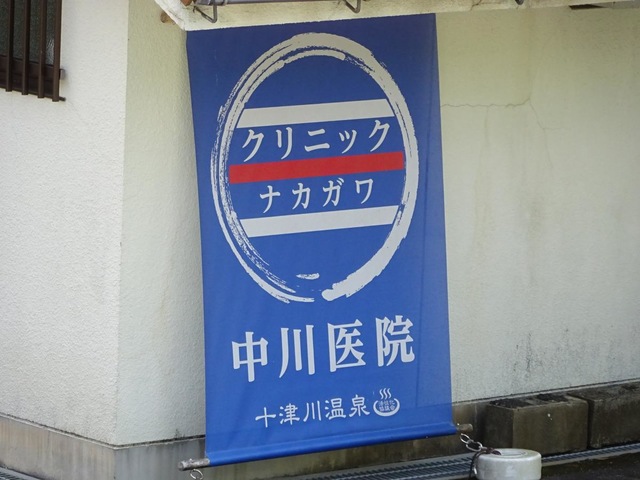 クリニック
ナカガワ
中川医院
十津川温泉